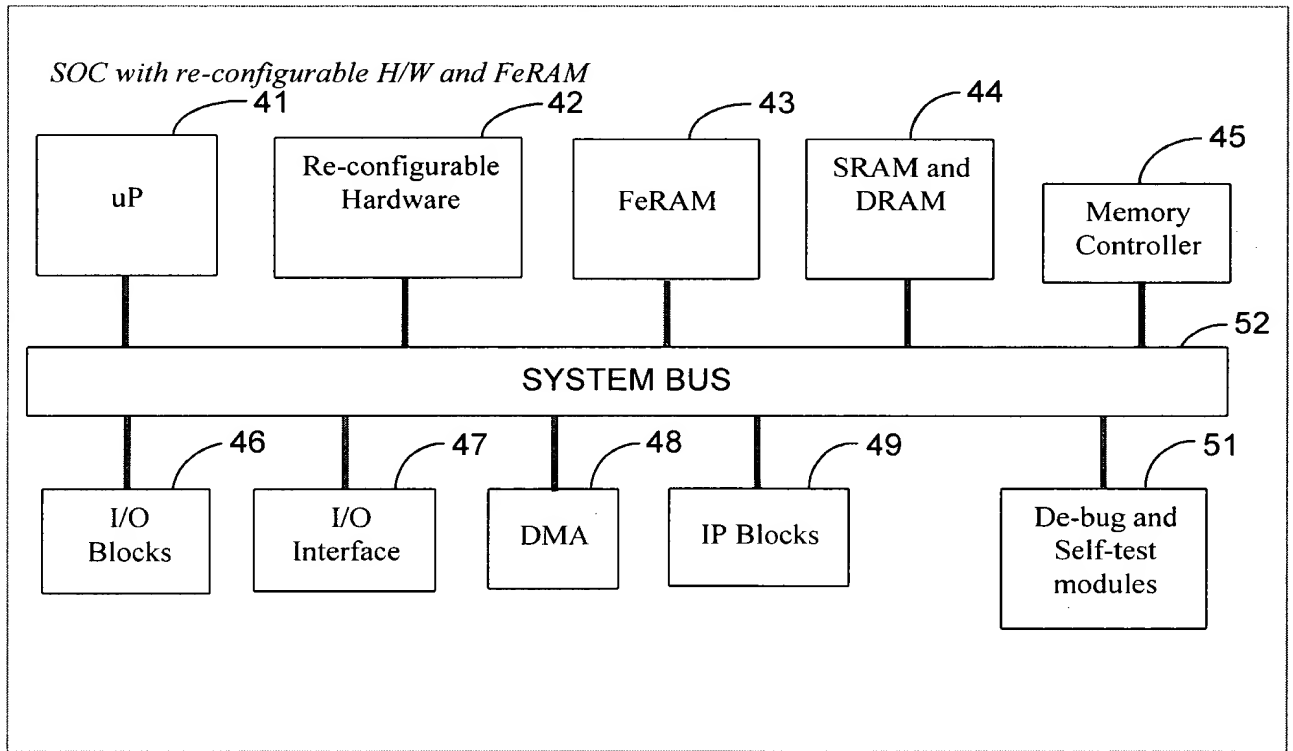 SOC with re-configurable H/W and FeRAM
41
42
43
44
45
uP
Re-configurable
Hardware
FeRAM
SRAM and
DRAM
Memory
Controller
52
SYSTEM BUS
46
47
48
49
51
I/O
Blocks
I/O
Interface
DMA
IP Blocks
De-bug and
Self-test
modules